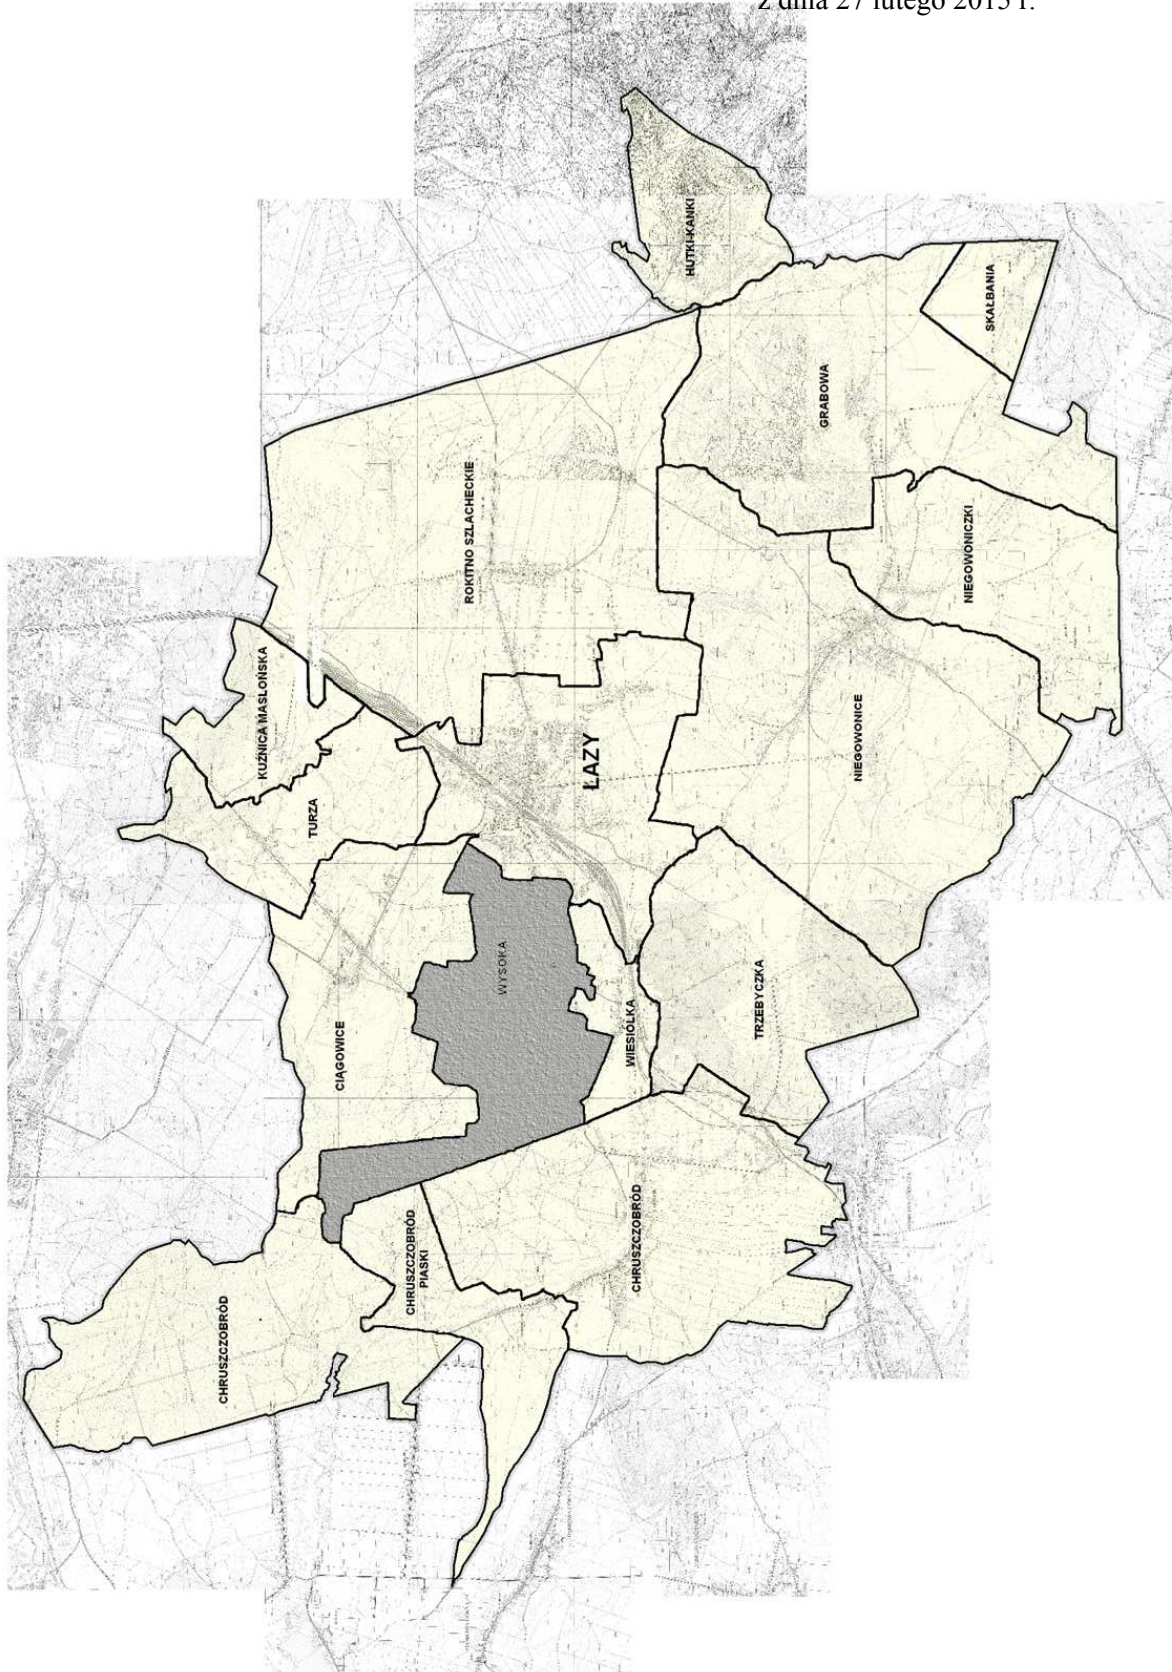 z dnia 27 lutego 2015 r.
HUTKI-KANKI
SKAŁBANIA
GRABOWA
ROKITNO SZLACHECKIE
NIEGOWONICZKI
KUŹNICA MASŁOŃSKA
TURZA
ŁAZY
NIEGOWONICE
WYSOKA
CIĄGOWICE
WIESIÓŁKA
TRZEBYCZKA
CHRUSZCZOBRÓD
PIASKI
CHRUSZCZOBRÓD
CHRUSZCZOBRÓD